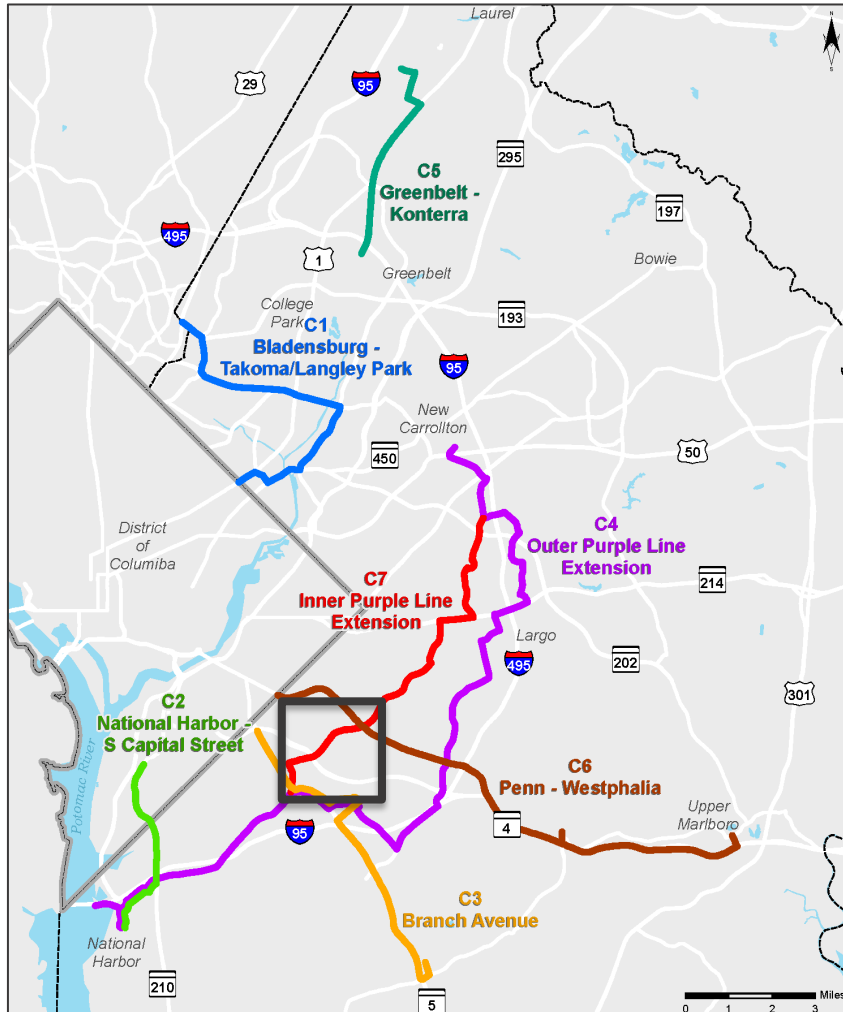 Laurel
N
S
29
95
295
C5
Greenbelt -
Konterra
197
495
1
Greenbelt
Bowie
College
Park
193
C1
Bladensburg -
Takoma/Langley Park
95
New
Carrollton
450
50
District
of
Columiba
C4
Outer Purple Line
Extension
C7
Inner Purple Line
Extension
214
Largo
495
202
301
C2
National Harbor -
S Capital Street
Potomac River
C6
Penn - Westphalia
Upper
Marlboro
4
95
C3
Branch Avenue
National
Harbor
210
5
Miles
0 1 2 3